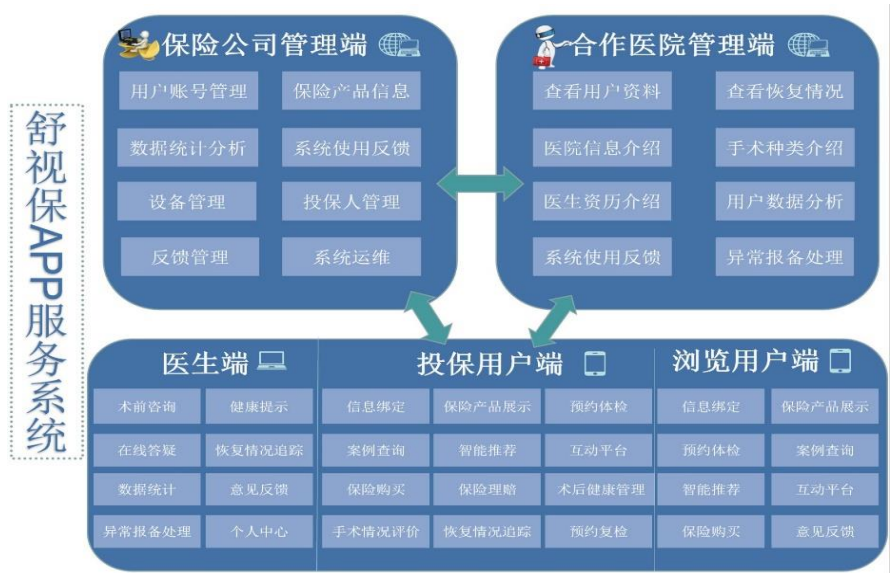 舒视保APP服务系统
保险公司管理端
用户账号管理 保险产品信息
数据统计分析 系统使用反馈
设备管理 投保人管理
反馈管理 系统运维
合作医院管理端
查看用户资料 查看恢复情况
医院信息介绍 手术种类介绍
医生资历介绍 用户数据分析
系统使用反馈 异常报备处理
医生端
术前咨询 健康提示
在线答疑 恢复情况追踪
数据统计 意见反馈
异常报备处理 个人中心
投保用户端
信息绑定 保险产品展示 预约体检
案例查询 智能推荐 互动平台
保险购买 保险理赔 术后健康管理
手术情况评价 恢复情况追踪 预约复检
浏览用户端
信息绑定 保险产品展示
预约体检 案例查询
智能推荐 互动平台
保险购买 意见反馈